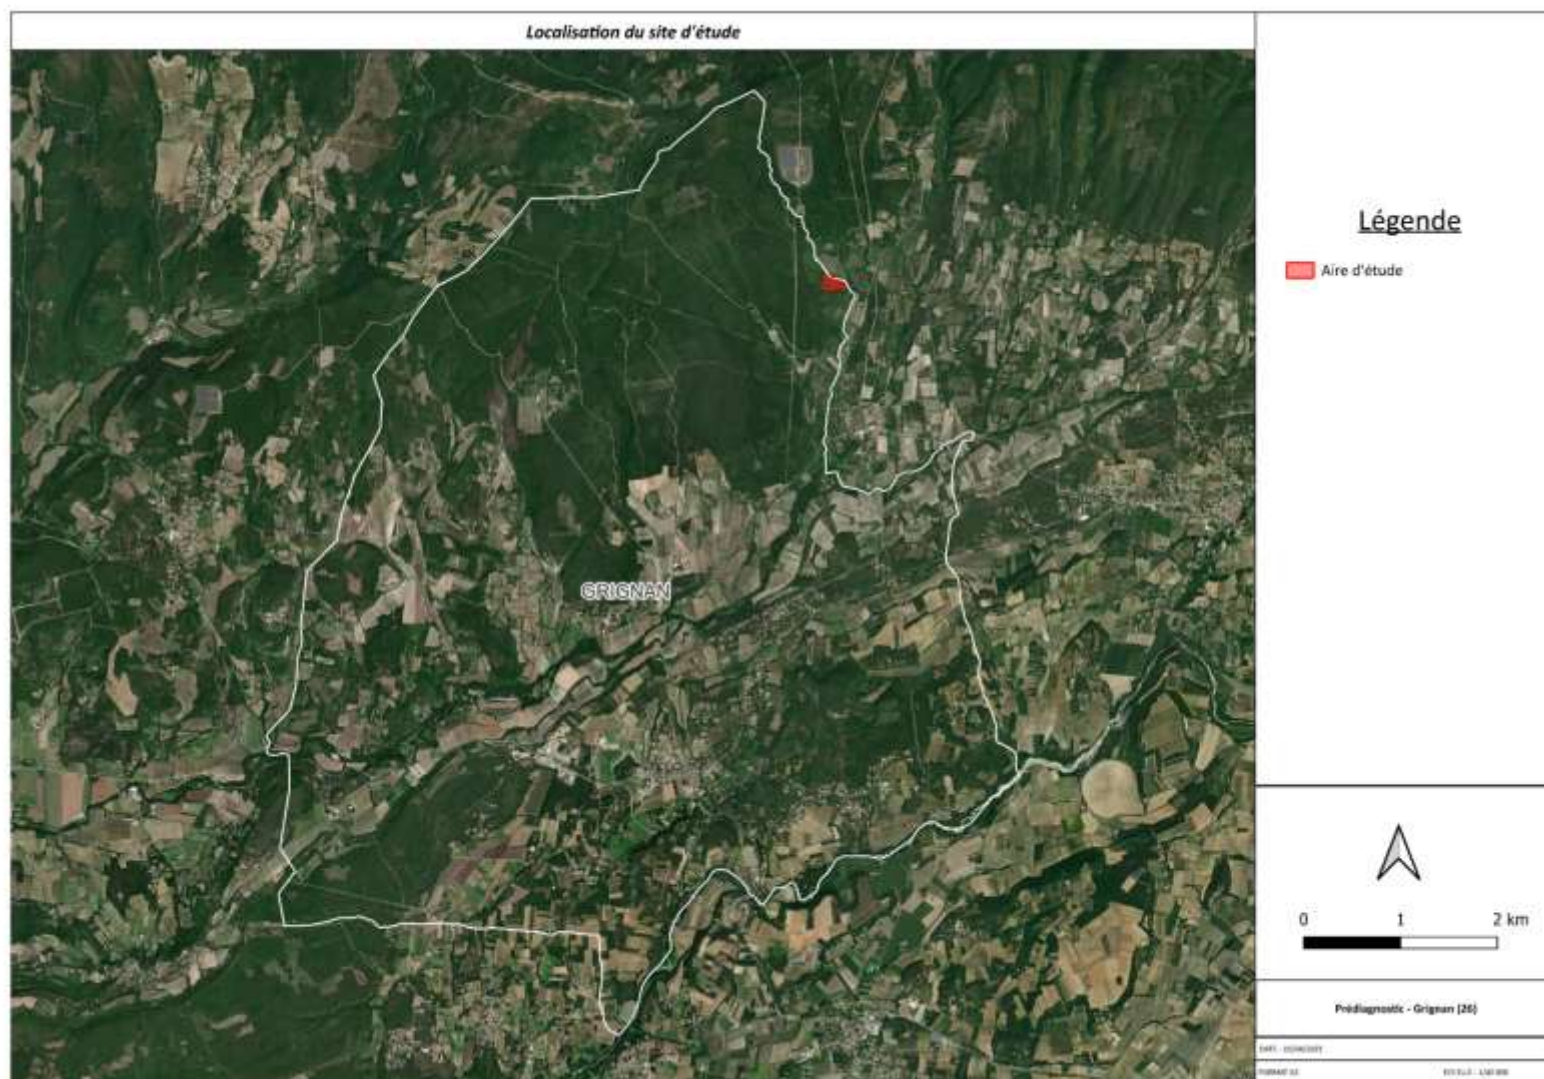 Localisation du site d'étude
Légende
Aire d'étude
GRIGNAN
0 1 2 km
Prédiagnostic - Grignan (26)